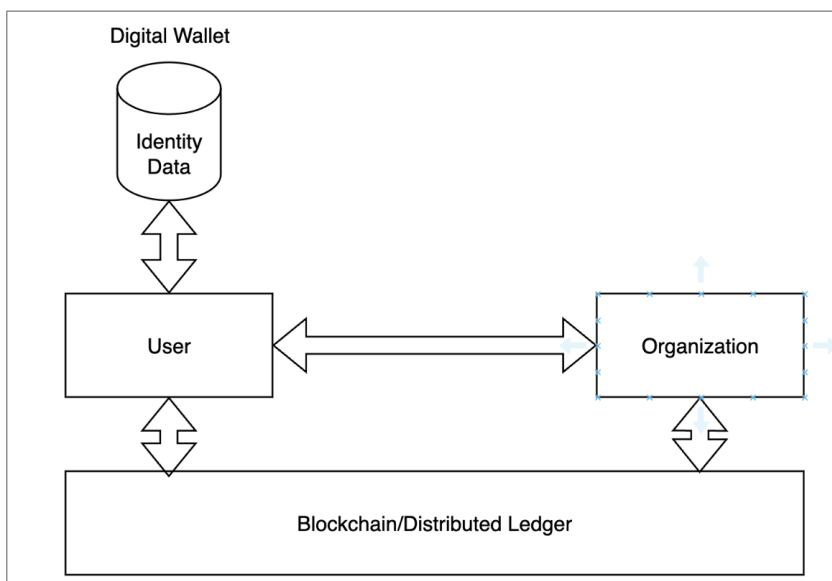 Digital Wallet
Identity
Data
User
Organization
Blockchain/Distributed Ledger